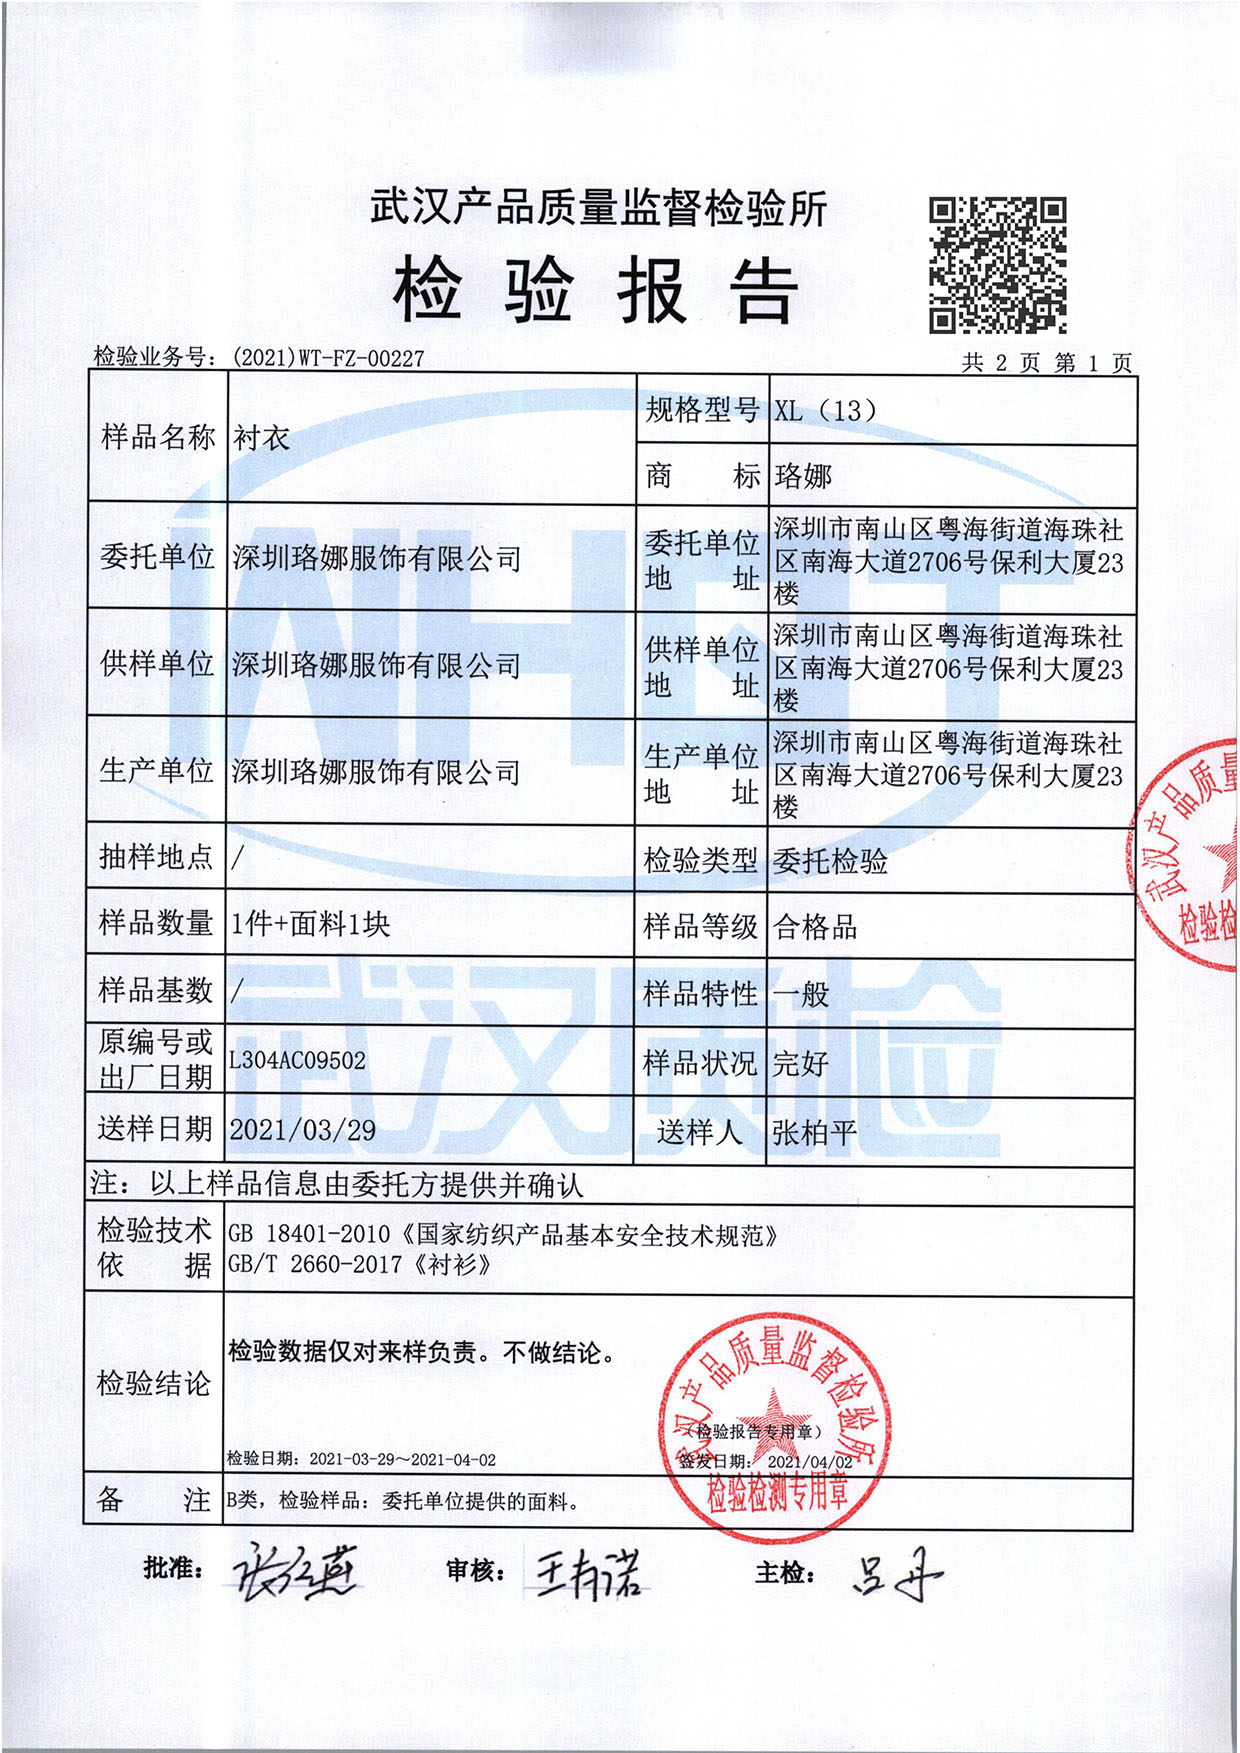 武汉产品质量监督检验所
检验报告
检验业务号：(2021)WT-FZ-00227
共 2 页 第 1 页
样品名称 衬衣 规格型号 XL（13）
商 标 珞娜
委托单位 深圳珞娜服饰有限公司 委托单位地 址 深圳市南山区粤海街道海珠社
区南海大道2706号保利大厦23
楼
供样单位 深圳珞娜服饰有限公司 供样单位地 址 深圳市南山区粤海街道海珠社
区南海大道2706号保利大厦23
楼
生产单位 深圳珞娜服饰有限公司 生产单位地 址 深圳市南山区粤海街道海珠社
区南海大道2706号保利大厦23
楼
抽样地点 / 检验类型 委托检验
样品数量 1件+面料1块 样品等级 合格品
样品基数 / 样品特性 一般
原编号或
出厂日期 L304AC09502 样品状况 完好
送样日期 2021/03/29 送样人 张柏平
注：以上样品信息由委托方提供并确认
检验技术
依 据 GB 18401-2010《国家纺织产品基本安全技术规范》
GB/T 2660-2017《衬衫》
检验结论 检验数据仅对来样负责。不做结论。
（检验报告专用章）
检验日期：2021-03-29～2021-04-02 签发日期： 2021/04/02
备 注 B类，检验样品：委托单位提供的面料。
批准： 张红燕 审核： 王有诺 主检： 吕丹
武汉产品质量监督检验所
检验检测专用章
武汉产品质量
检验检
WHQIT
武汉质检